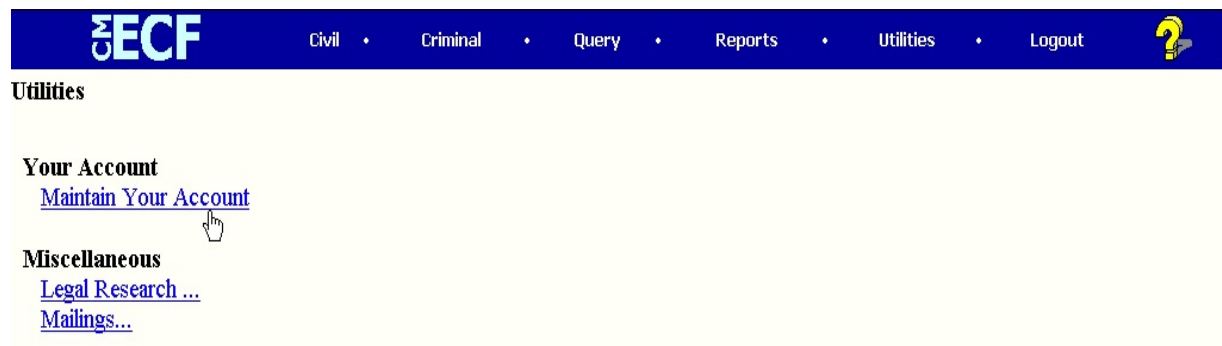 CM ECF Civil • Criminal • Query • Reports • Utilities • Logout ?
Utilities
Your Account
Maintain Your Account
Miscellaneous
Legal Research ...
Mailings...